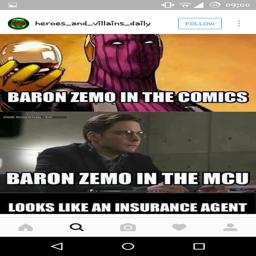 09:00
heroes_and_villains_daily
FOLLOW
BARON ZEMO IN THE COMICS
BARON ZEMO IN THE MCU
LOOKS LIKE AN INSURANCE AGENT